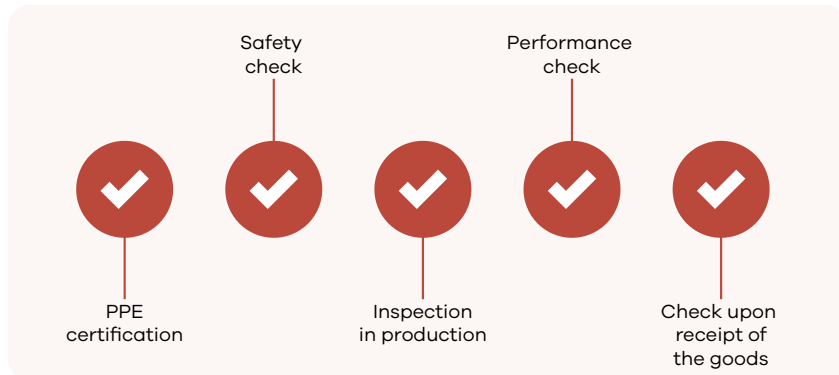 PPE
certification
Safety
check
Inspection
in production
Performance
check
Check upon
receipt of
the goods